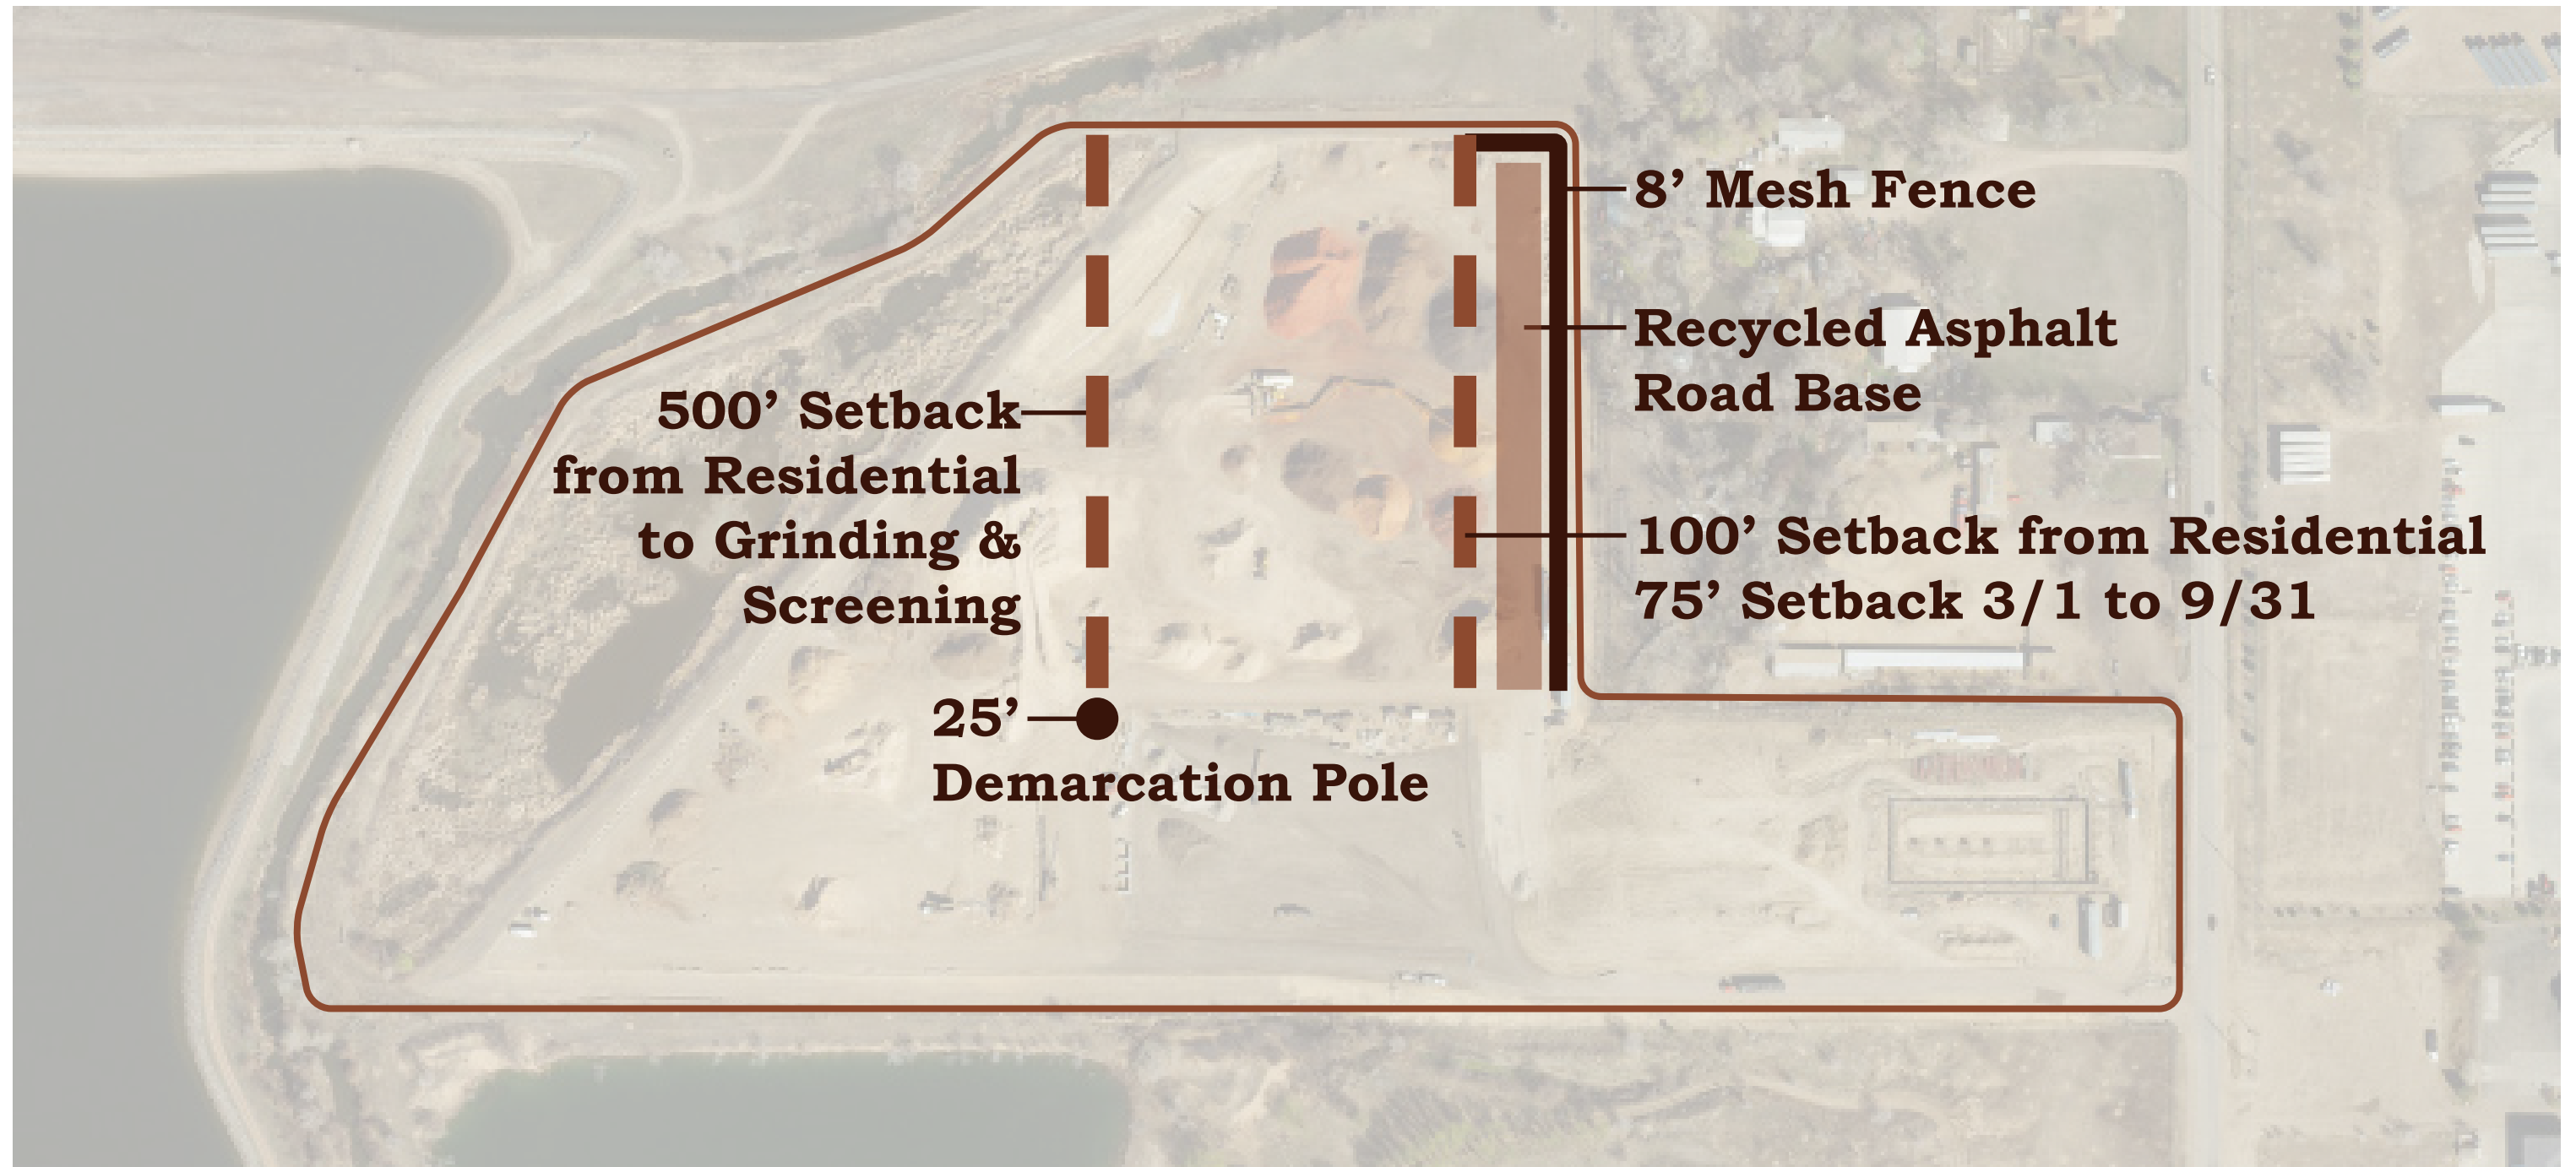 8’ Mesh Fence
Recycled Asphalt
Road Base
500’ Setback
from Residential
to Grinding &
Screening
100’ Setback from Residential
75’ Setback 3/1 to 9/31
25’
Demarcation Pole